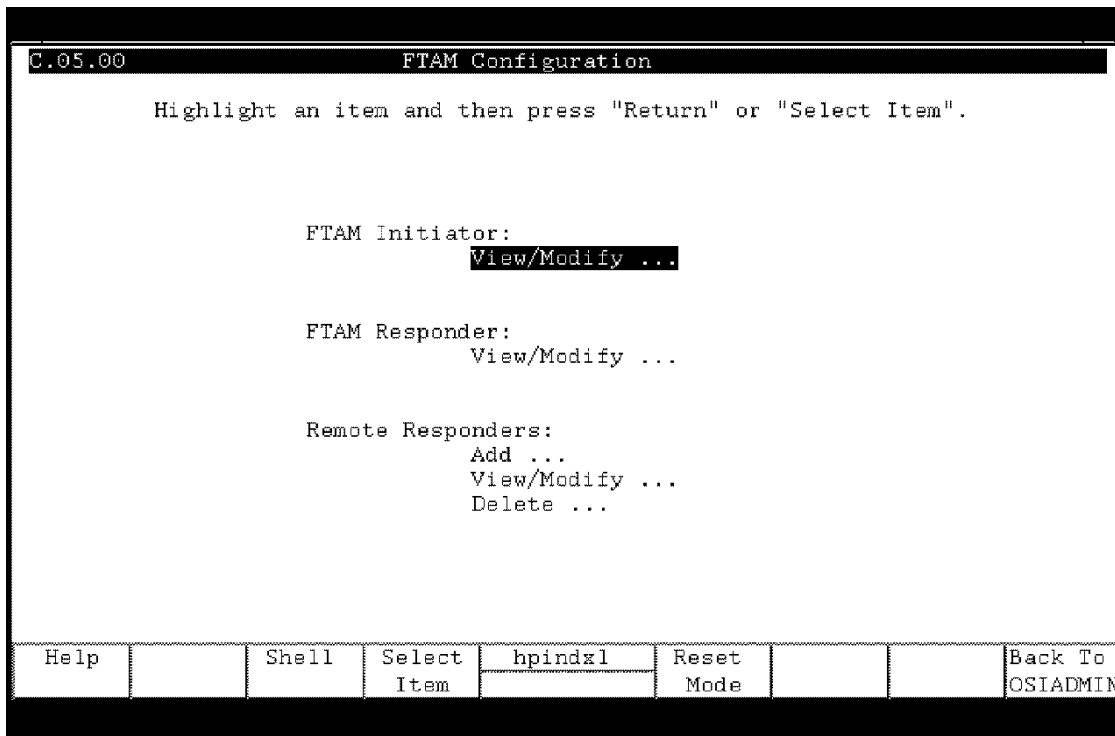 C.05.00 FTAM Configuration
Highlight an item and then press "Return" or "Select Item".
FTAM Initiator:
View/Modify ...
FTAM Responder:
View/Modify ...
Remote Responders:
Add ...
View/Modify ...
Delete ...
Help Shell Select hpindxl Reset Back To
Item Mode OSIADMIN